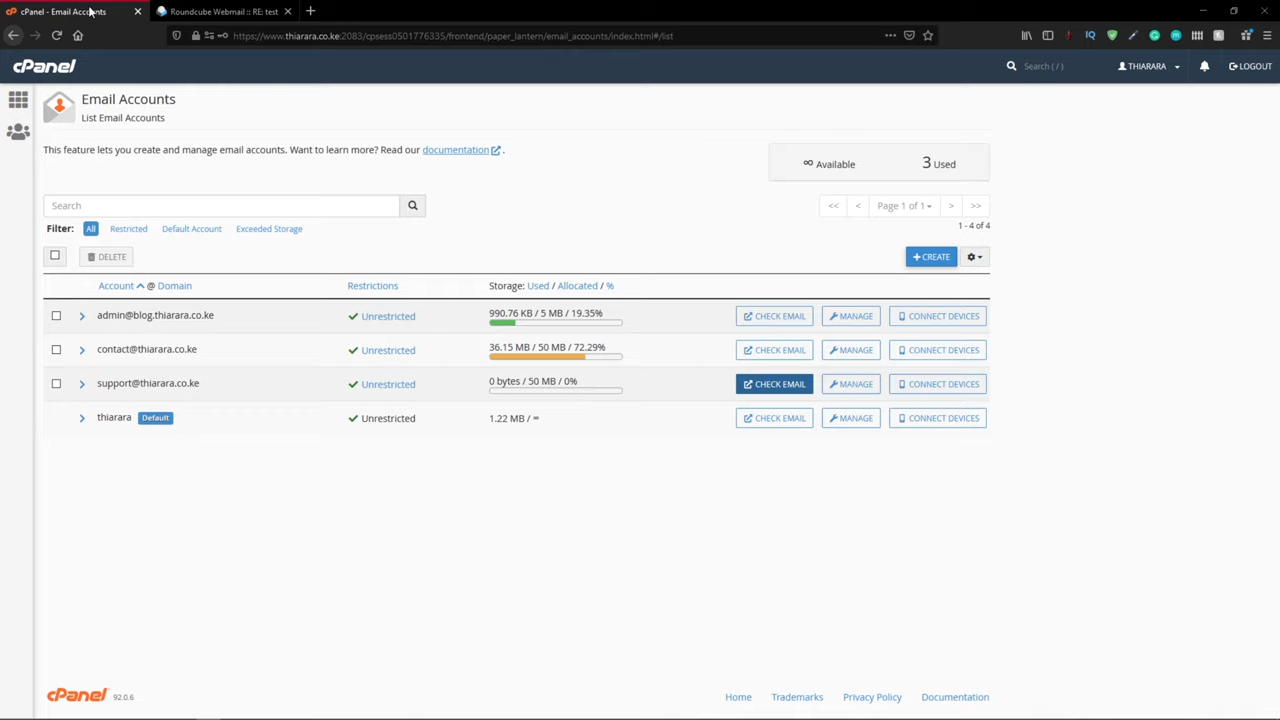 cPanel - Email Accounts
Roundcube Webmail :: RE: test
https://www.thiarara.co.ke:2083/cpsess0501776335/frontend/paper_lantern/email_accounts/index.html#/list
cPanel
Search ( / )
THIARARA
LOGOUT
Email Accounts
List Email Accounts
This feature lets you create and manage email accounts. Want to learn more? Read our documentation .
∞ Available 3 Used
Search
<< < Page 1 of 1 > >>
Filter: All Restricted Default Account Exceeded Storage
1 - 4 of 4
DELETE
+ CREATE
Account @ Domain Restrictions Storage: Used / Allocated / %
admin@blog.thiarara.co.ke Unrestricted 990.76 KB / 5 MB / 19.35% CHECK EMAIL MANAGE CONNECT DEVICES
contact@thiarara.co.ke Unrestricted 36.15 MB / 50 MB / 72.29% CHECK EMAIL MANAGE CONNECT DEVICES
support@thiarara.co.ke Unrestricted 0 bytes / 50 MB / 0% CHECK EMAIL MANAGE CONNECT DEVICES
thiarara Default Unrestricted 1.22 MB / ∞ CHECK EMAIL MANAGE CONNECT DEVICES
cPanel 92.0.6
Home Trademarks Privacy Policy Documentation